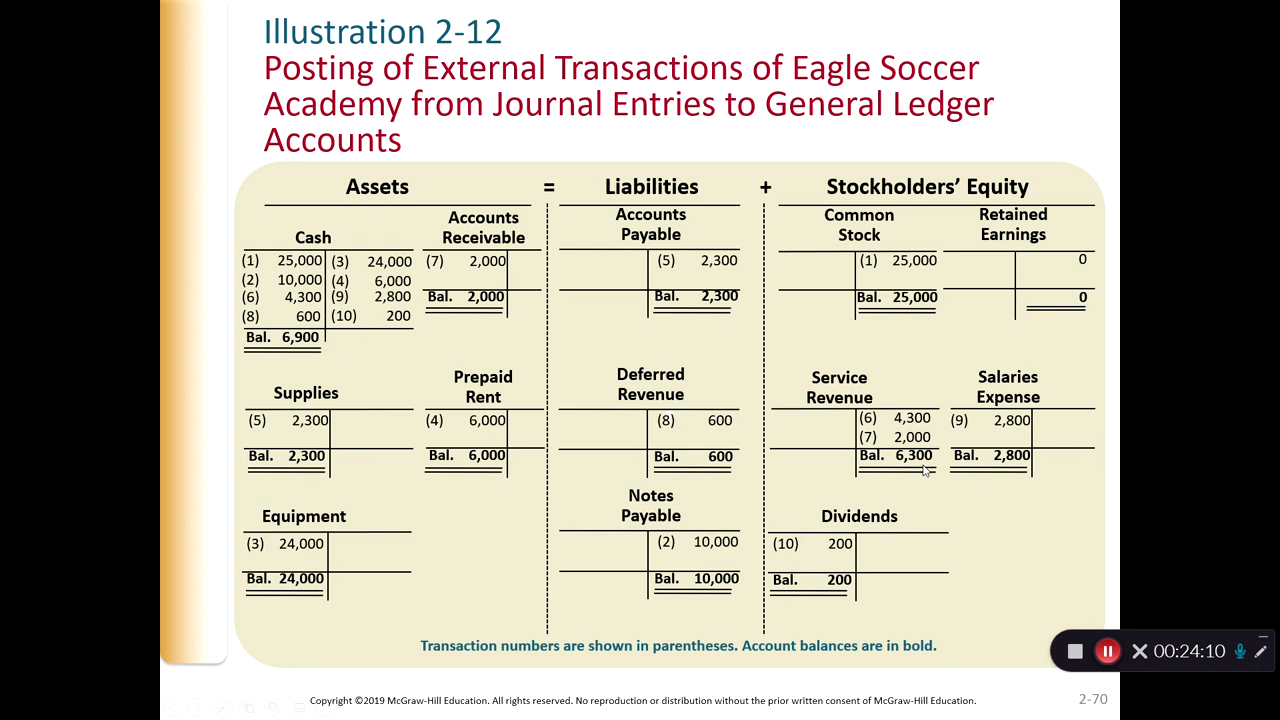 Illustration 2-12
Posting of External Transactions of Eagle Soccer
Academy from Journal Entries to General Ledger
Accounts
Assets = Liabilities + Stockholders’ Equity
Cash
(1) 25,000 (3) 24,000
(2) 10,000 (4) 6,000
(6) 4,300 (9) 2,800
(8) 600 (10) 200
Bal. 6,900
Accounts
Receivable
(7) 2,000
Bal. 2,000
Accounts
Payable
(5) 2,300
Bal. 2,300
Common
Stock
(1) 25,000
Bal. 25,000
Retained
Earnings
0
0
Supplies
(5) 2,300
Bal. 2,300
Prepaid
Rent
(4) 6,000
Bal. 6,000
Deferred
Revenue
(8) 600
Bal. 600
Service
Revenue
(6) 4,300
(7) 2,000
Bal. 6,300
Salaries
Expense
(9) 2,800
Bal. 2,800
Equipment
(3) 24,000
Bal. 24,000
Notes
Payable
(2) 10,000
Bal. 10,000
Dividends
(10) 200
Bal. 200
Transaction numbers are shown in parentheses. Account balances are in bold.
00:24:10
Copyright ©2019 McGraw-Hill Education. All rights reserved. No reproduction or distribution without the prior written consent of McGraw-Hill Education.
2-70